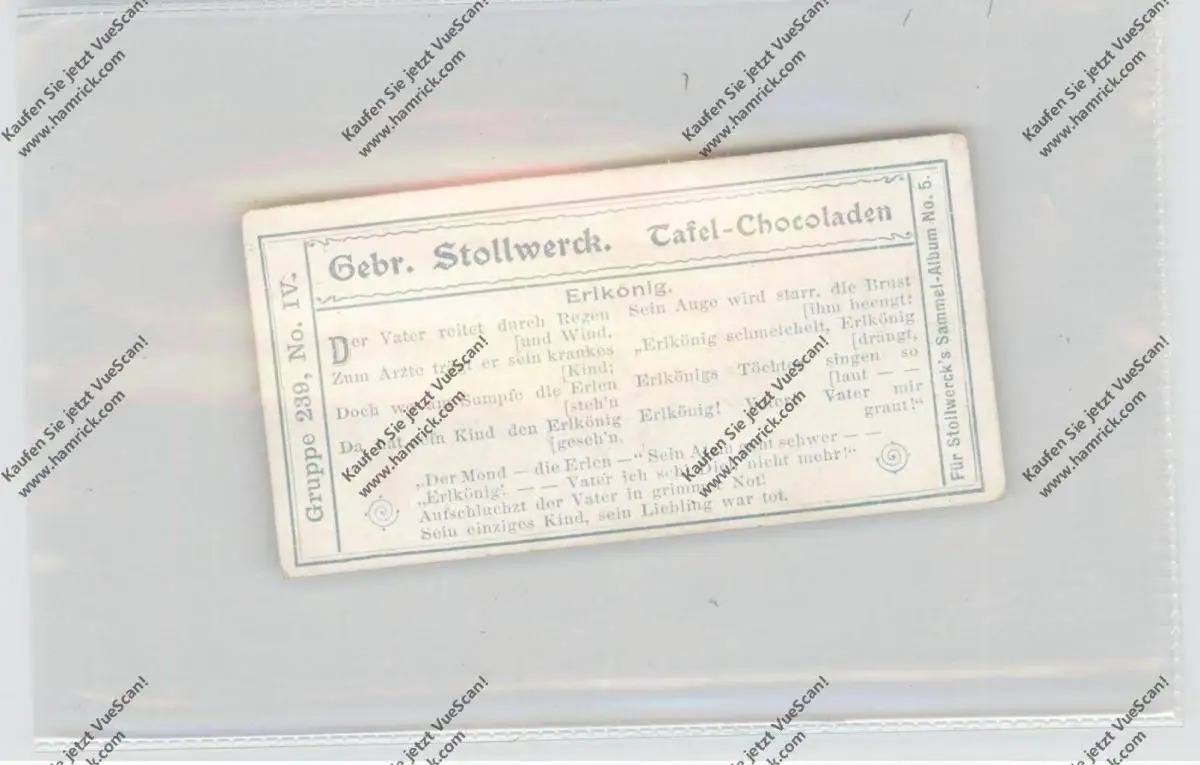 Kaufen Sie jetzt VueScan!
www.hamrick.com
Gruppe 239, No. IV.
Gebr. Stollwerck. Tafel-Chocoladen
Erlkönig.
Der Vater reitet durch Regen
[und Wind,
Zum Arzte trägt er sein krankes
[Kind;
Doch wo am Sumpfe die Erlen
[steh'n
Da sein Kind den Erlkönig
[geseh'n.
Sein Auge wird starr, die Brust
[ihm beengt:
„Erlkönig schmeichelt, Erlkönig
[drängt,
Erlkönigs Töchter singen so
[laut — —
Erlkönig! Vater mir
graut!“
„Der Mond — die Erlen —“ Sein schwer — —
„Erlkönig! — — Vater ich Dich nicht mehr!“
Aufschluchzt der Vater in grimmer Not!
Sein einziges Kind, sein Liebling war tot.
Für Stollwerck's Sammel-Album No. 5.